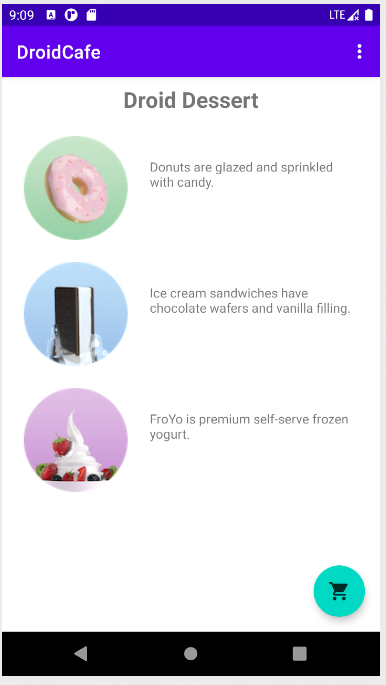 9:09
LTE
DroidCafe
Droid Dessert
Donuts are glazed and sprinkled
with candy.
Ice cream sandwiches have
chocolate wafers and vanilla filling.
FroYo is premium self-serve frozen
yogurt.